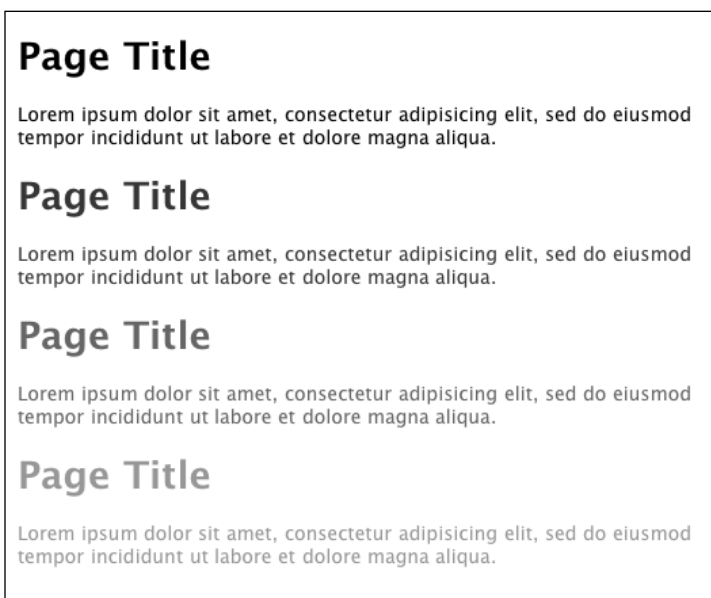 Page Title
Lorem ipsum dolor sit amet, consectetur adipisicing elit, sed do eiusmod
tempor incididunt ut labore et dolore magna aliqua.
Page Title
Lorem ipsum dolor sit amet, consectetur adipisicing elit, sed do eiusmod
tempor incididunt ut labore et dolore magna aliqua.
Page Title
Lorem ipsum dolor sit amet, consectetur adipisicing elit, sed do eiusmod
tempor incididunt ut labore et dolore magna aliqua.
Page Title
Lorem ipsum dolor sit amet, consectetur adipisicing elit, sed do eiusmod
tempor incididunt ut labore et dolore magna aliqua.